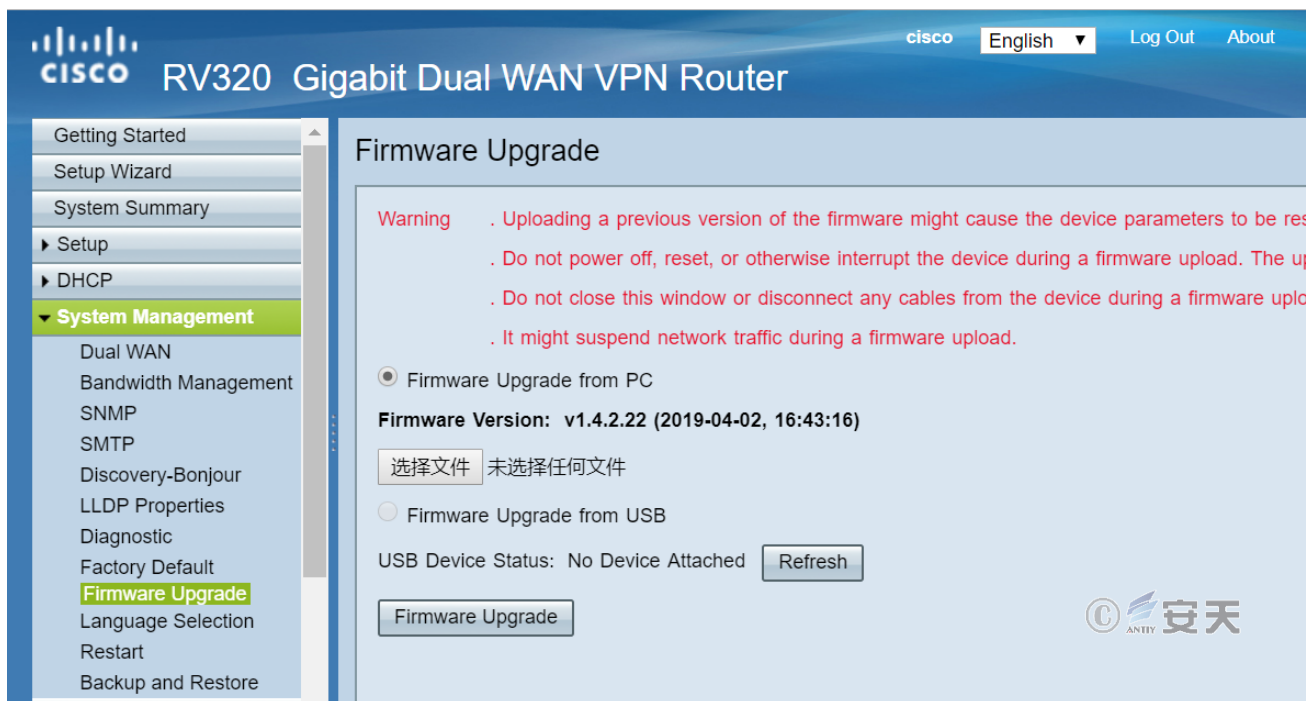 cisco English ▼ Log Out About
CISCO RV320 Gigabit Dual WAN VPN Router
Getting Started
Setup Wizard
System Summary
Setup
DHCP
System Management
Dual WAN
Bandwidth Management
SNMP
SMTP
Discovery-Bonjour
LLDP Properties
Diagnostic
Factory Default
Firmware Upgrade
Language Selection
Restart
Backup and Restore
Firmware Upgrade
Warning . Uploading a previous version of the firmware might cause the device parameters to be
. Do not power off, reset, or otherwise interrupt the device during a firmware upload. The
. Do not close this window or disconnect any cables from the device during a firmware
. It might suspend network traffic during a firmware upload.
Firmware Upgrade from PC
Firmware Version: v1.4.2.22 (2019-04-02, 16:43:16)
选择文件 未选择任何文件
Firmware Upgrade from USB
USB Device Status: No Device Attached Refresh
Firmware Upgrade
© ANTIY 安天